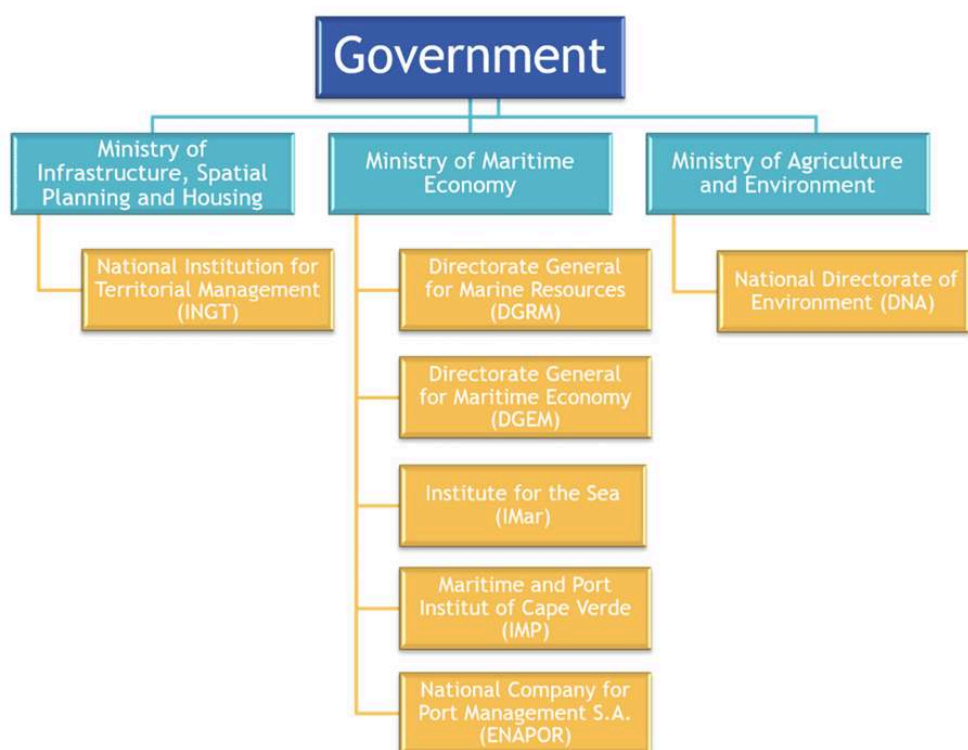 Government
Ministry of
Infrastructure, Spatial
Planning and Housing
National Institution for
Territorial Management
(INGT)
Ministry of Maritime
Economy
Directorate General
for Marine Resources
(DGRM)
Directorate General
for Maritime Economy
(DGEM)
Institute for the Sea
(IMar)
Maritime and Port
Institut of Cape Verde
(IMP)
National Company for
Port Management S.A.
(ENAPOR)
Ministry of Agriculture
and Environment
National Directorate of
Environment (DNA)